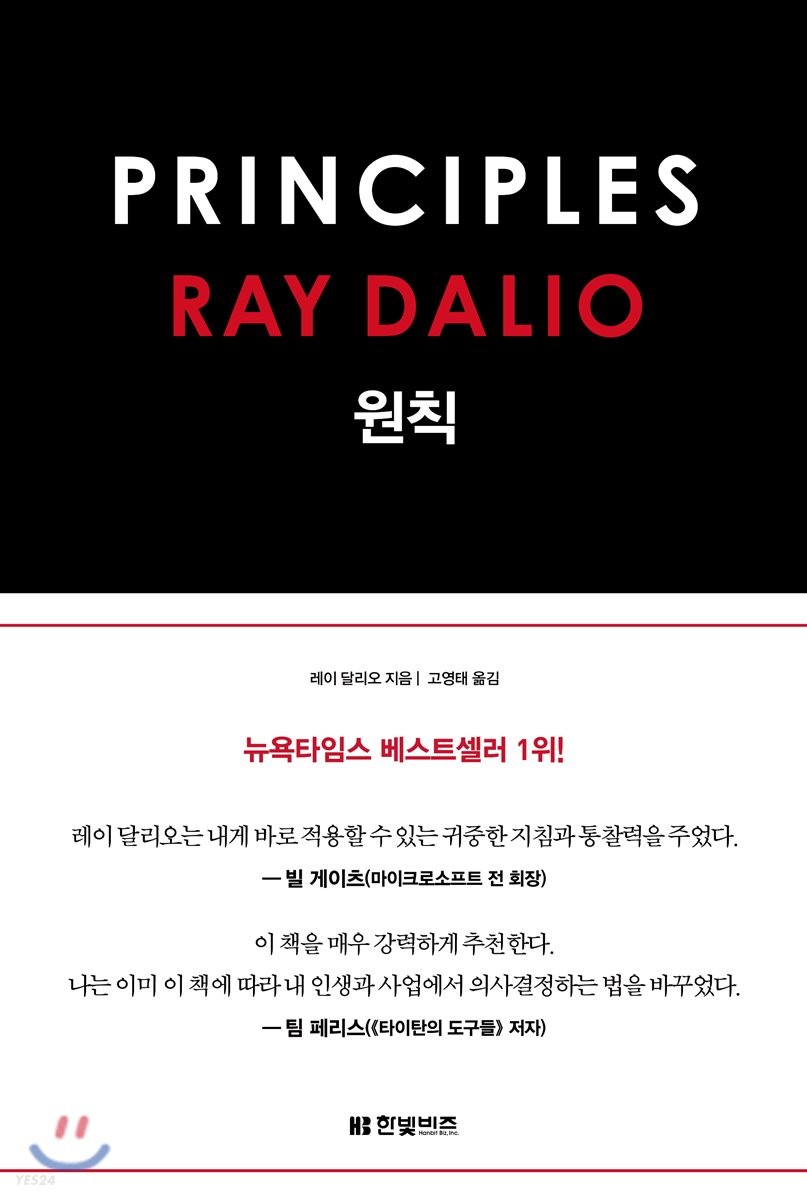 PRINCIPLES
RAY DALIO
원칙
레이 달리오 지음 | 고영태 옮김
뉴욕타임스 베스트셀러 1위!
레이 달리오는 내게 바로 적용할 수 있는 귀중한 지침과 통찰력을 주었다.
— 빌 게이츠(마이크로소프트 전 회장)
이 책을 매우 강력하게 추천한다.
나는 이미 이 책에 따라 내 인생과 사업에서 의사결정하는 법을 바꾸었다.
— 팀 페리스(《타이탄의 도구들》 저자)
HB 한빛비즈
Hanbit Biz, Inc.
YES24